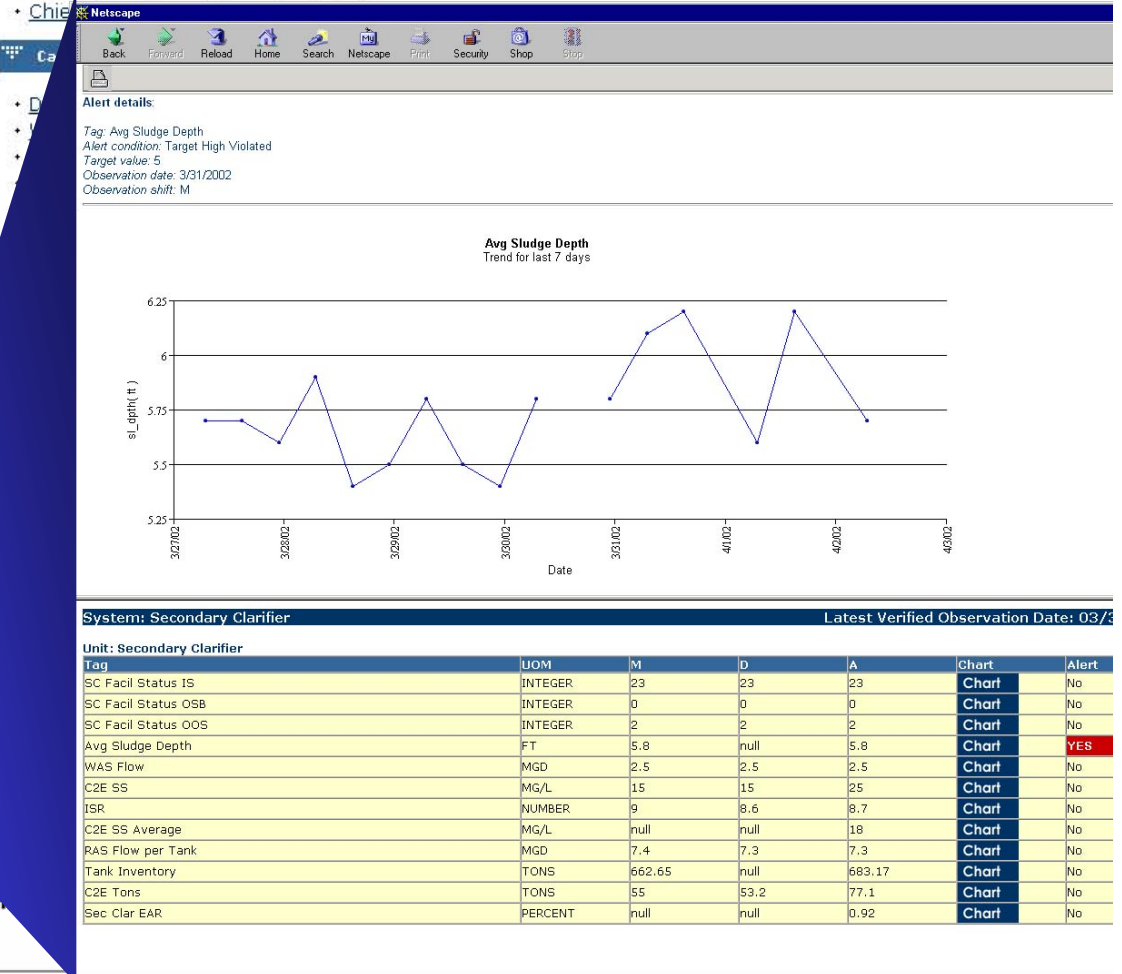 Chie
Ca
D
Netscape
Back Forward Reload Home Search Netscape Print Security Shop Stop
My
Alert details:
Tag: Avg Sludge Depth
Alert condition: Target High Violated
Target value: 5
Observation date: 3/31/2002
Observation shift: M
Avg Sludge Depth
Trend for last 7 days
6.25
6
5.75
5.5
5.25
sl_dpth( ft )
3/27/02 3/28/02 3/29/02 3/30/02 3/31/02 4/1/02 4/2/02 4/3/02
Date
System: Secondary Clarifier Latest Verified Observation Date: 03/3
Unit: Secondary Clarifier
Tag UOM M D A Chart Alert
SC Facil Status IS INTEGER 23 23 23 Chart No
SC Facil Status OSB INTEGER 0 0 0 Chart No
SC Facil Status OOS INTEGER 2 2 2 Chart No
Avg Sludge Depth FT 5.8 null 5.8 Chart YES
WAS Flow MGD 2.5 2.5 2.5 Chart No
C2E SS MG/L 15 15 25 Chart No
ISR NUMBER 9 8.6 8.7 Chart No
C2E SS Average MG/L null null 18 Chart No
RAS Flow per Tank MGD 7.4 7.3 7.3 Chart No
Tank Inventory TONS 662.65 null 683.17 Chart No
C2E Tons TONS 55 53.2 77.1 Chart No
Sec Clar EAR PERCENT null null 0.92 Chart No